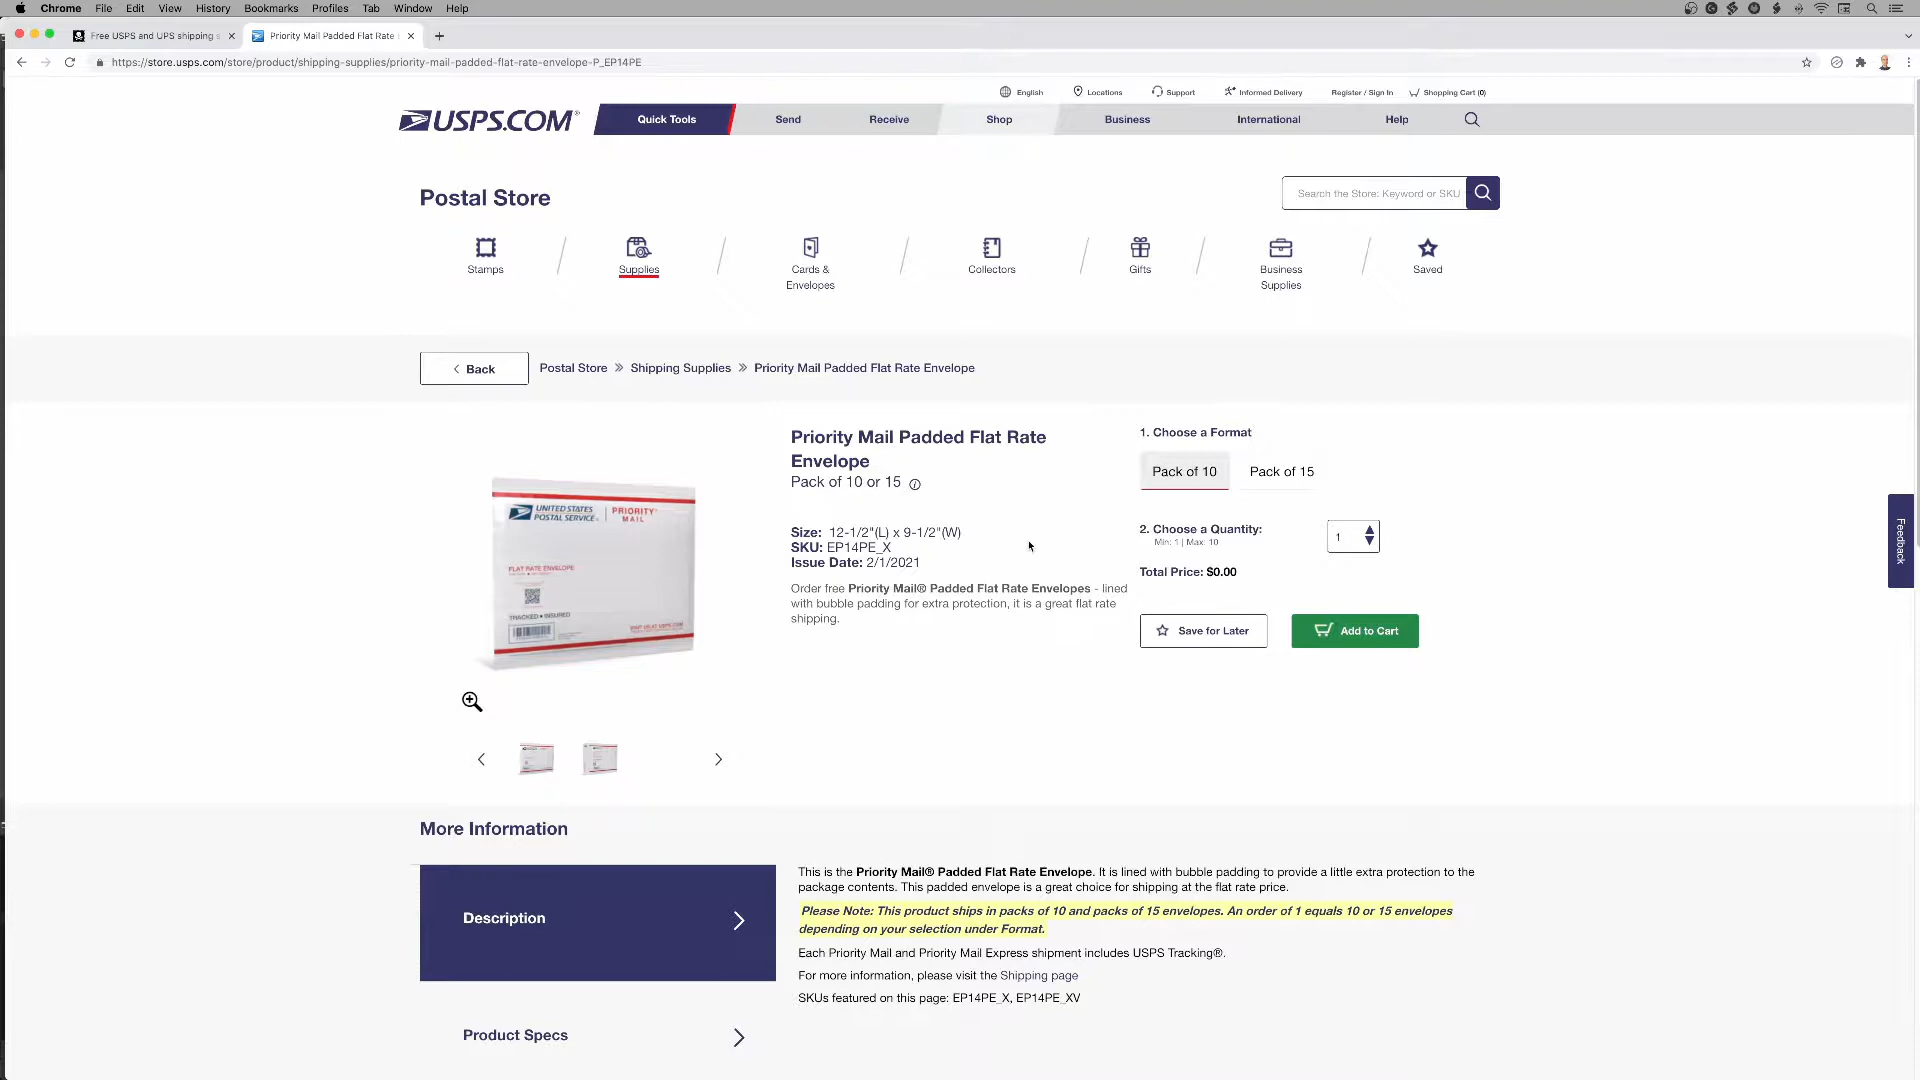 Chrome File Edit View History Bookmarks Profiles Tab Window Help
Free USPS and UPS shipping s
Priority Mail Padded Flat Rate
https://store.usps.com/store/product/shipping-supplies/priority-mail-padded-flat-rate-envelope-P_EP14PE
English Locations Support Informed Delivery Register / Sign In Shopping Cart (0)
USPS.COM® Quick Tools Send Receive Shop Business International Help
Postal Store
Search the Store: Keyword or SKU
Stamps
Supplies
Cards &
Envelopes
Collectors
Gifts
Business
Supplies
Saved
Back
Postal Store » Shipping Supplies » Priority Mail Padded Flat Rate Envelope
UNITED STATES
POSTAL SERVICE
PRIORITY
MAIL
FLAT RATE ENVELOPE
TRACKED ★ INSURED
Priority Mail Padded Flat Rate
Envelope
Pack of 10 or 15
Size: 12-1/2"(L) x 9-1/2"(W)
SKU: EP14PE_X
Issue Date: 2/1/2021
Order free Priority Mail® Padded Flat Rate Envelopes - lined
with bubble padding for extra protection, it is a great flat rate
shipping.
1. Choose a Format
Pack of 10 Pack of 15
2. Choose a Quantity:
Min: 1 | Max: 10
1
Total Price: $0.00
Save for Later
Add to Cart
Feedback
More Information
Description
Product Specs
This is the Priority Mail® Padded Flat Rate Envelope. It is lined with bubble padding to provide a little extra protection to the
package contents. This padded envelope is a great choice for shipping at the flat rate price.
Please Note: This product ships in packs of 10 and packs of 15 envelopes. An order of 1 equals 10 or 15 envelopes
depending on your selection under Format.
Each Priority Mail and Priority Mail Express shipment includes USPS Tracking®.
For more information, please visit the Shipping page
SKUs featured on this page: EP14PE_X, EP14PE_XV